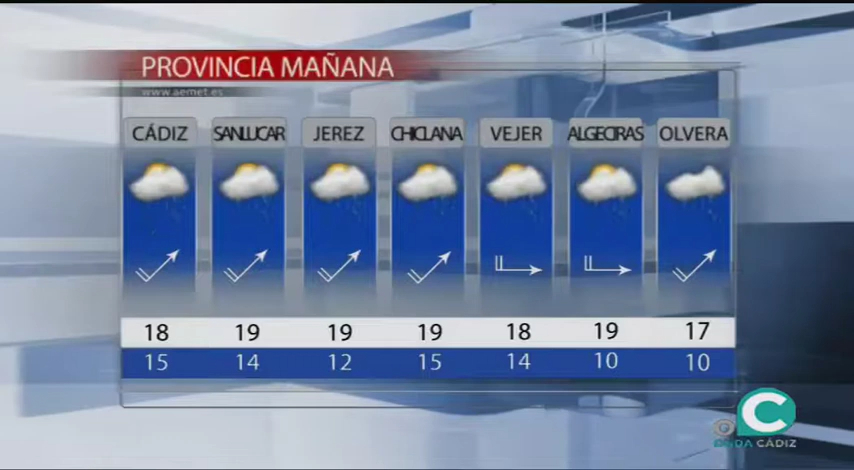 PROVINCIA MAÑANA
www.aemet.es
CÁDIZ SANLUCAR JEREZ CHICLANA VEJER ALGECIRAS OLVERA
18 19 19 19 18 19 17
15 14 12 15 14 10 10
C
ONDA CÁDIZ